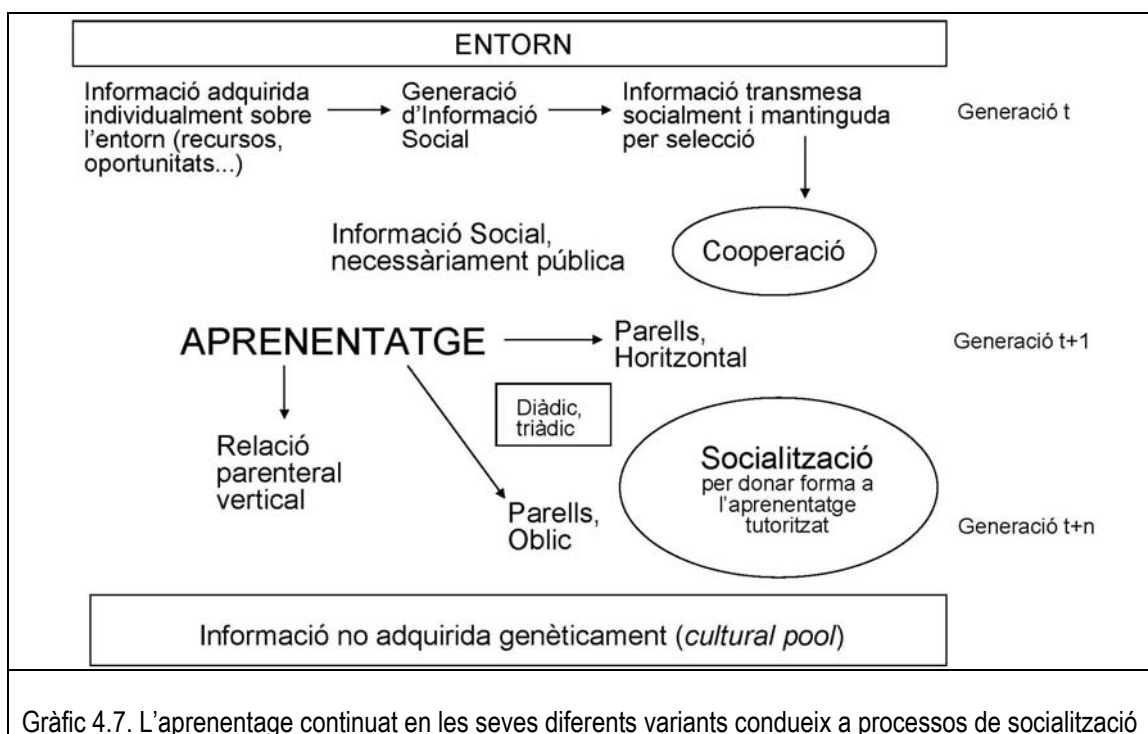 ENTORN
Informació adquirida
individualment sobre
l'entorn (recursos,
oportunitats...)
Generació
d'Informació
Social
Informació transmesa
socialment i mantinguda
per selecció
Generació t
Informació Social,
necessàriament pública
Cooperació
APRENENTATGE
Parells,
Horitzontal
Generació t+1
Diàdic,
triàdic
Relació
parenteral
vertical
Parells,
Oblic
Socialització
per donar forma a
l'aprenentatge
tutoritzat
Generació t+n
Informació no adquirida genèticament (cultural pool)
Gràfic 4.7. L'aprenentage continuat en les seves diferents variants condueix a processos de socialització